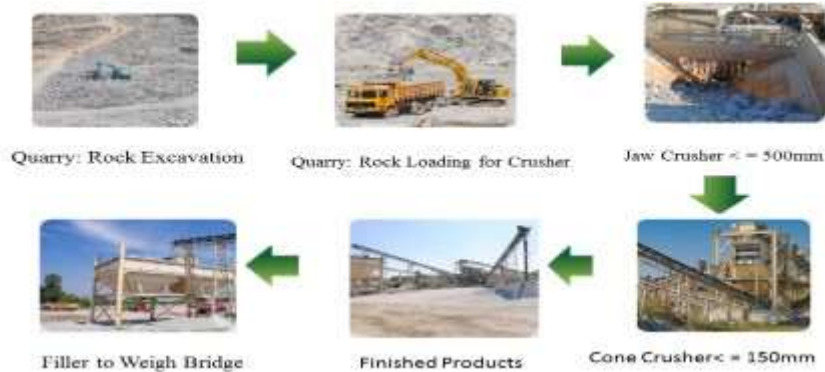 Quarry: Rock Excavation
Quarry: Rock Loading for Crusher
Jaw Crusher < = 500mm
Cone Crusher< = 150mm
Finished Products
Filler to Weigh Bridge